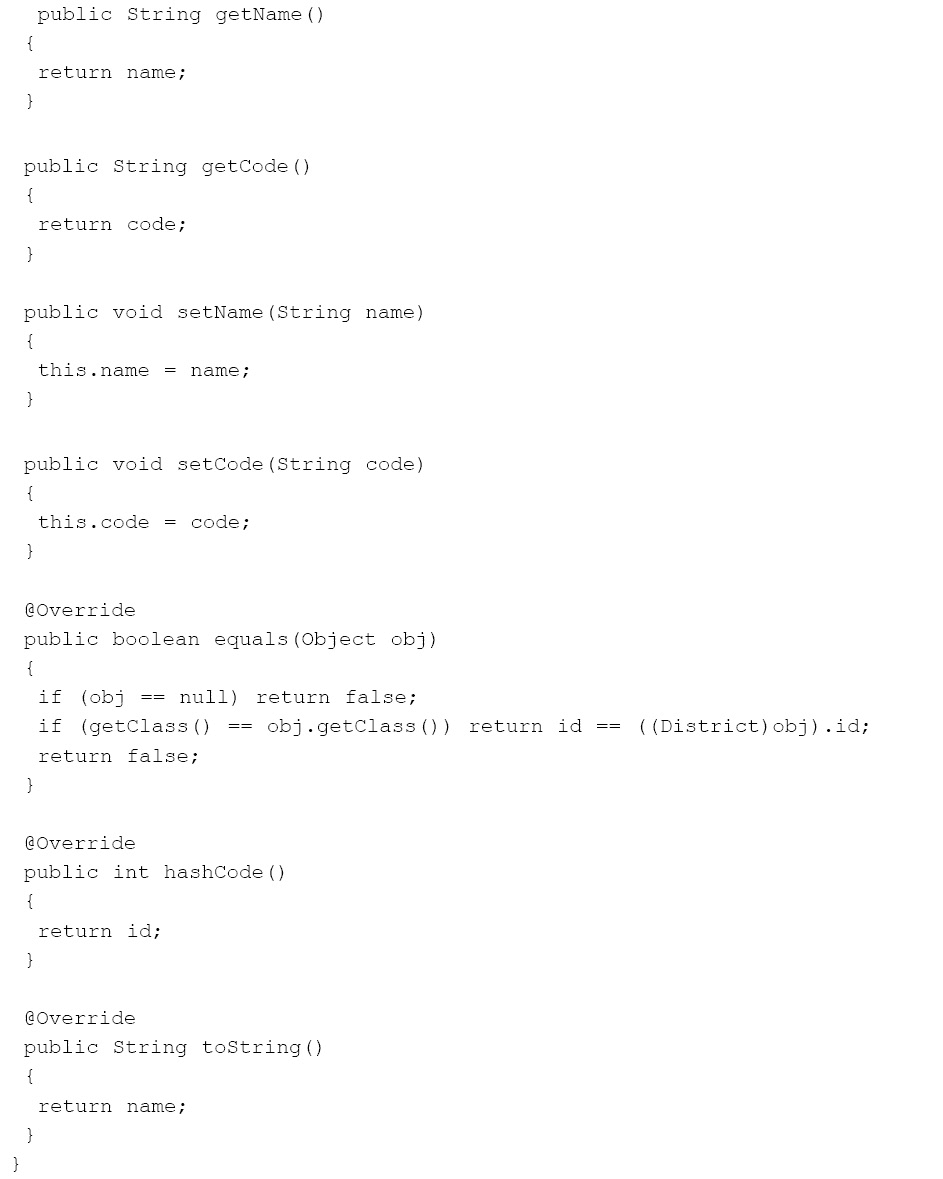 public String getName()
{
return name;
}
public String getCode()
{
return code;
}
public void setName(String name)
{
this.name = name;
}
public void setCode(String code)
{
this.code = code;
}
@Override
public boolean equals(Object obj)
{
if (obj == null) return false;
if (getClass() == obj.getClass()) return id == ((District)obj).id;
return false;
}
@Override
public int hashCode()
{
return id;
}
@Override
public String toString()
{
return name;
}
}